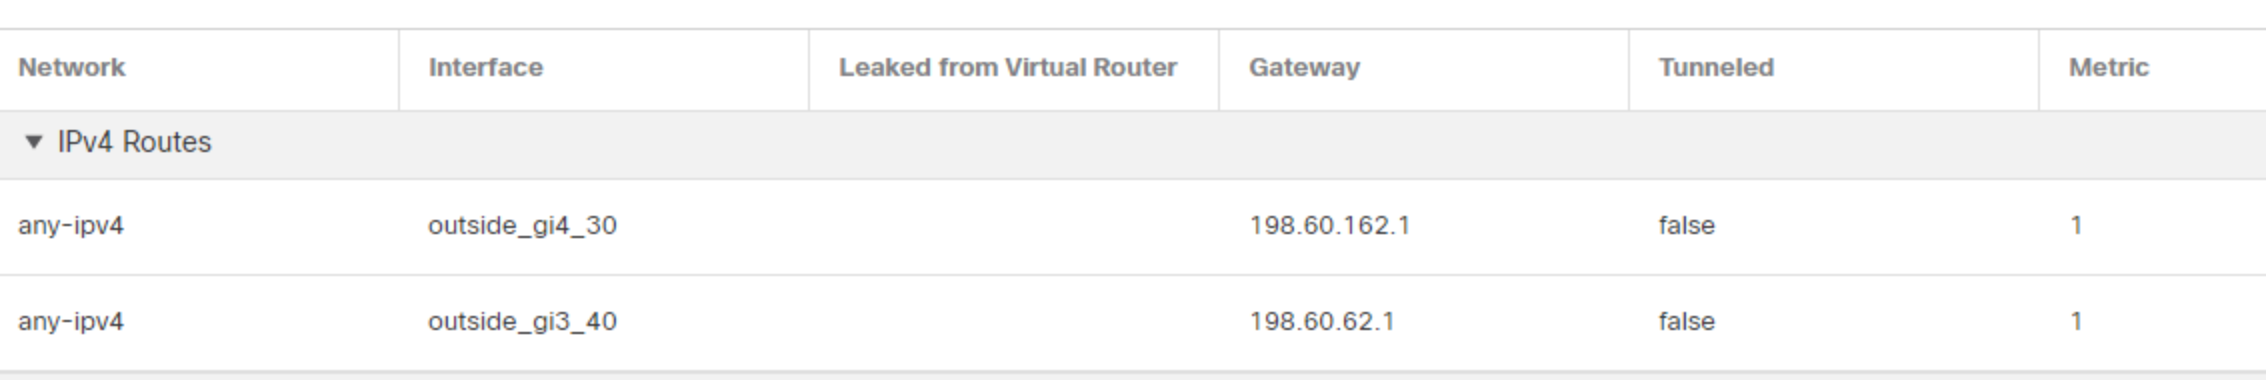 Network Interface Leaked from Virtual Router Gateway Tunneled Metric
IPv4 Routes
any-ipv4 outside_gi4_30 198.60.162.1 false 1
any-ipv4 outside_gi3_40 198.60.62.1 false 1